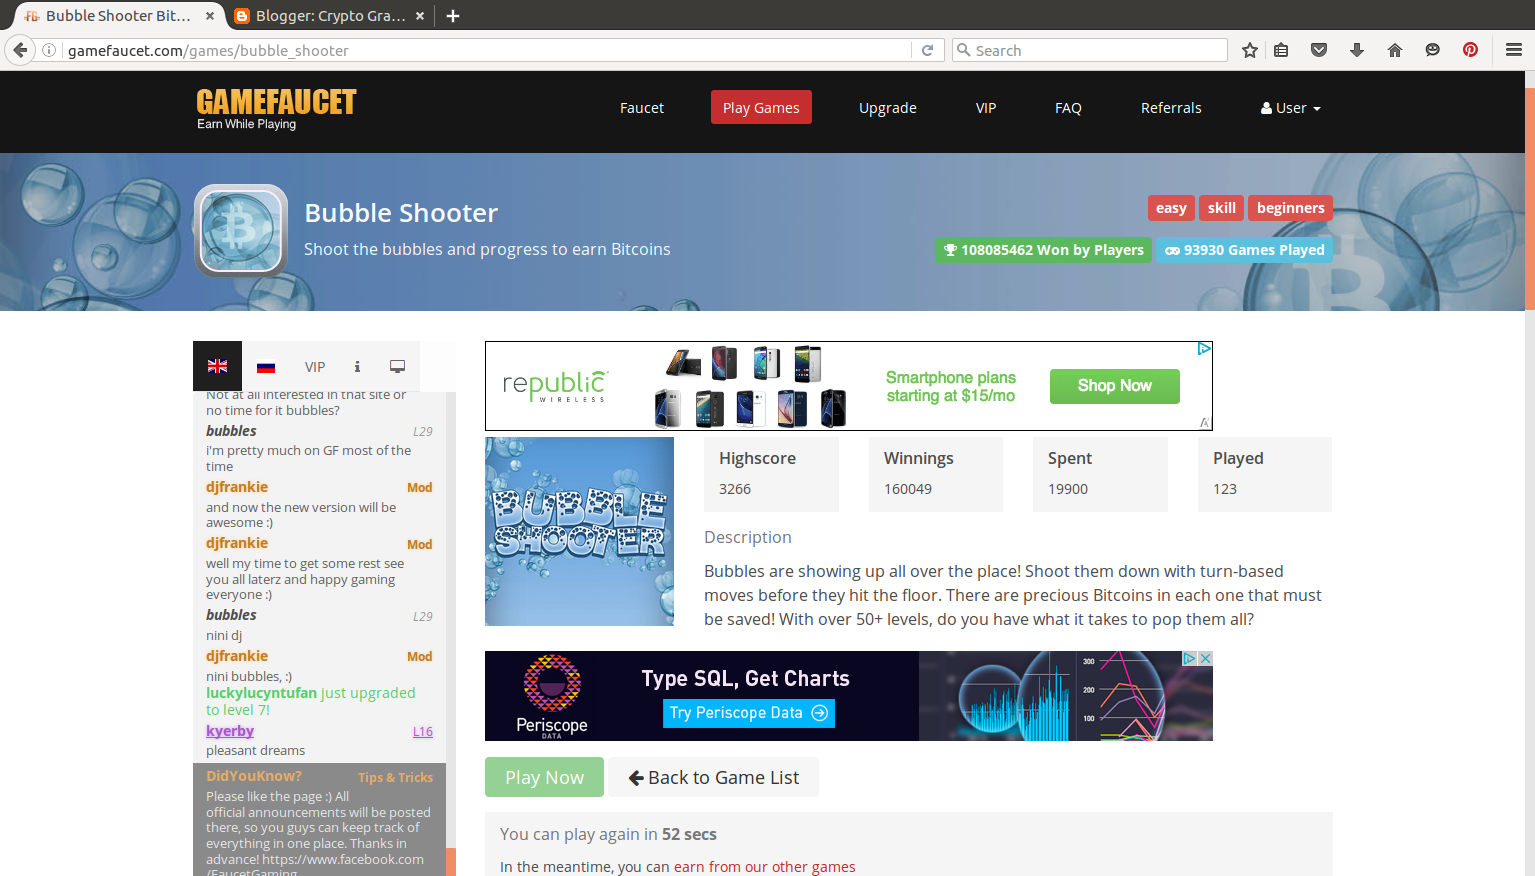 Bubble Shooter Bit...
Blogger: Crypto Gra...
gamefaucet.com/games/bubble_shooter
Search
GAMEFAUCET
Earn While Playing
Faucet
Play Games
Upgrade
VIP
FAQ
Referrals
User
Bubble Shooter
Shoot the bubbles and progress to earn Bitcoins
easy
skill
beginners
108085462 Won by Players
93930 Games Played
VIP
Not at all interested in that site or
no time for it bubbles?
bubbles L29
i'm pretty much on GF most of the
time
djfrankie Mod
and now the new version will be
awesome :)
djfrankie Mod
well my time to get some rest see
you all laterz and happy gaming
everyone :)
bubbles L29
nini dj
djfrankie Mod
nini bubbles, :)
luckylucyntufan just upgraded
to level 7!
kyerby L16
pleasant dreams
DidYouKnow? Tips & Tricks
Please like the page :) All
official announcements will be posted
there, so you guys can keep track of
everything in one place. Thanks in
advance! https://www.facebook.com
/FaucetGaming
republic
WIRELESS
Smartphone plans
starting at $15/mo
Shop Now
BUBBLE
SHOOTER
Highscore
3266
Winnings
160049
Spent
19900
Played
123
Description
Bubbles are showing up all over the place! Shoot them down with turn-based
moves before they hit the floor. There are precious Bitcoins in each one that must
be saved! With over 50+ levels, do you have what it takes to pop them all?
Periscope
DATA
Type SQL, Get Charts
Try Periscope Data
300
200
100
Play Now
Back to Game List
You can play again in 52 secs
In the meantime, you can earn from our other games